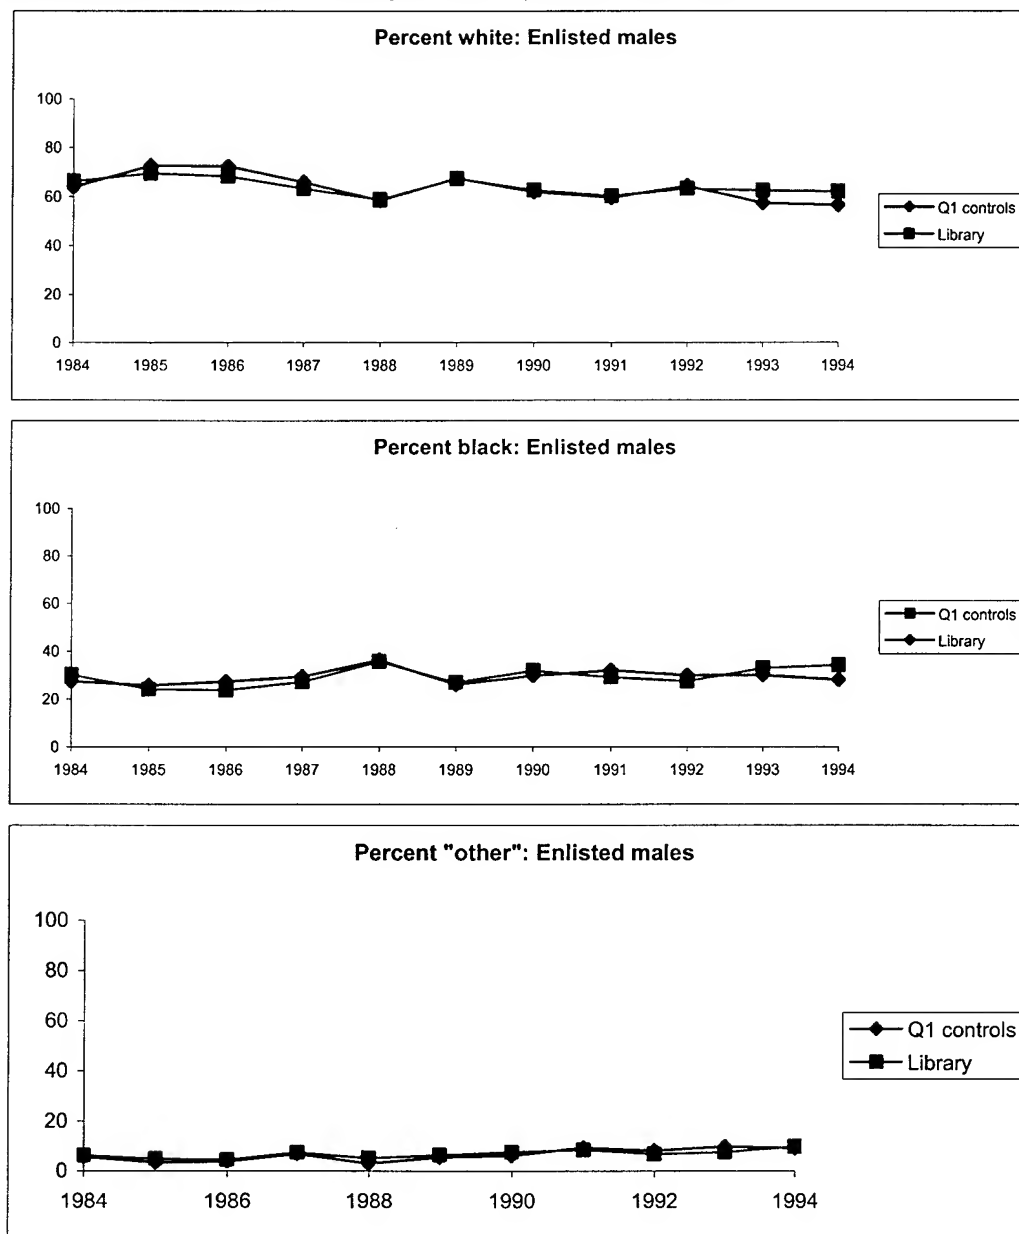 Percent white: Enlisted males
100
80
60
40
20
0
1984 1985 1986 1987 1988 1989 1990 1991 1992 1993 1994
Q1 controls
Library
Percent black: Enlisted males
100
80
60
40
20
0
1984 1985 1986 1987 1988 1989 1990 1991 1992 1993 1994
Q1 controls
Library
Percent "other": Enlisted males
100
80
60
40
20
0
1984 1986 1988 1990 1992 1994
Q1 controls
Library